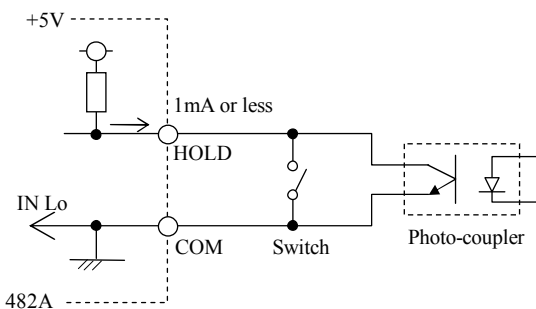 +5V
1mA or less
HOLD
IN Lo
COM
Switch
Photo-coupler
482A